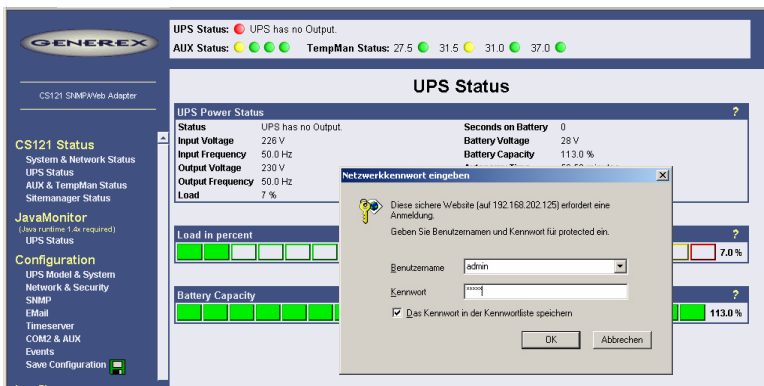 GENEREX
CS121 SNMP/Web Adapter
UPS Status: UPS has no Output.
AUX Status: TempMan Status: 27.5 31.5 31.0 37.0
CS121 Status
System & Network Status
UPS Status
AUX & TempMan Status
Sitemanager Status
JavaMonitor
(Java runtime 1.4x required)
UPS Status
Configuration
UPS Model & System
Network & Security
SNMP
EMail
Timeserver
COM2 & AUX
Events
Save Configuration
UPS Status
UPS Power Status ?
Status UPS has no Output. Seconds on Battery 0
Input Voltage 226 V Battery Voltage 28 V
Input Frequency 50.0 Hz Battery Capacity 113.0 %
Output Voltage 230 V
Output Frequency 50.0 Hz
Load 7 %
Load in percent ?
7.0 %
Battery Capacity ?
113.0 %
Netzwerkkennwort eingeben
Diese sichere Website (auf 192.168.202.125) erfordert eine
Anmeldung.
Geben Sie Benutzernamen und Kennwort für protected ein.
Benutzername admin
Kennwort xxxxx
Das Kennwort in der Kennwortliste speichern
OK Abbrechen